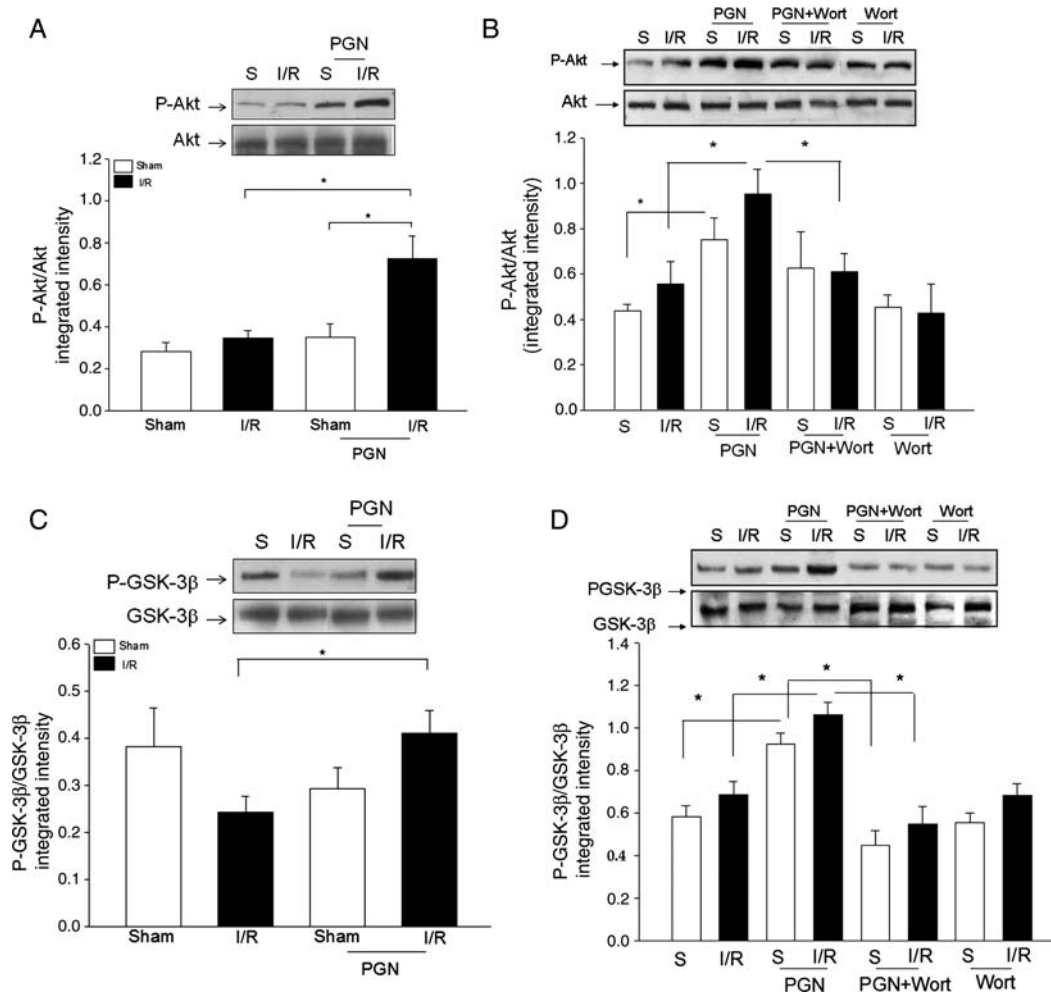 A
PGN
S I/R S I/R
P-Akt
Akt
1.2
1.0
0.8
0.6
0.4
0.2
0.0
Sham
I/R
P-Akt/Akt
integrated intensity
*
*
Sham I/R Sham I/R
PGN
B
PGN PGN+Wort Wort
S I/R S I/R S I/R S I/R
P-Akt
Akt
1.2
1.0
0.8
0.6
0.4
0.2
0.0
P-Akt/Akt
(integrated intensity)
* *
*
S I/R S I/R S I/R S I/R
PGN PGN+Wort Wort
C
PGN
S I/R S I/R
P-GSK-3β
GSK-3β
0.6
0.5
0.4
0.3
0.2
0.1
0.0
Sham
I/R
P-GSK-3β/GSK-3β
integrated intensity
*
Sham I/R Sham I/R
PGN
D
PGN PGN+Wort Wort
S I/R S I/R S I/R S I/R
PGSK-3β
GSK-3β
1.4
1.2
1.0
0.8
0.6
0.4
0.2
0.0
P-GSK-3β/GSK-3β
integrated intensity
* * * *
S I/R S I/R S I/R S I/R
PGN PGN+Wort Wort